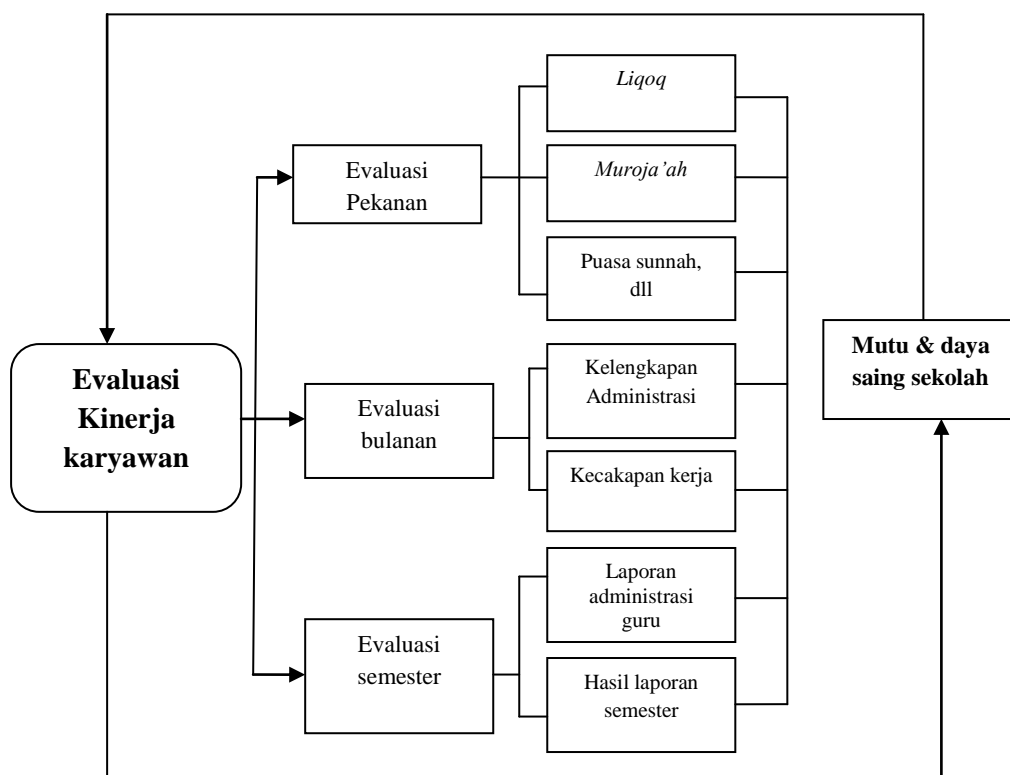 Evaluasi
Kinerja
karyawan
Evaluasi
Pekanan
Liqoq
Muroja’ah
Puasa sunnah,
dll
Evaluasi
bulanan
Kelengkapan
Administrasi
Kecakapan kerja
Evaluasi
semester
Laporan
administrasi
guru
Hasil laporan
semester
Mutu & daya
saing sekolah